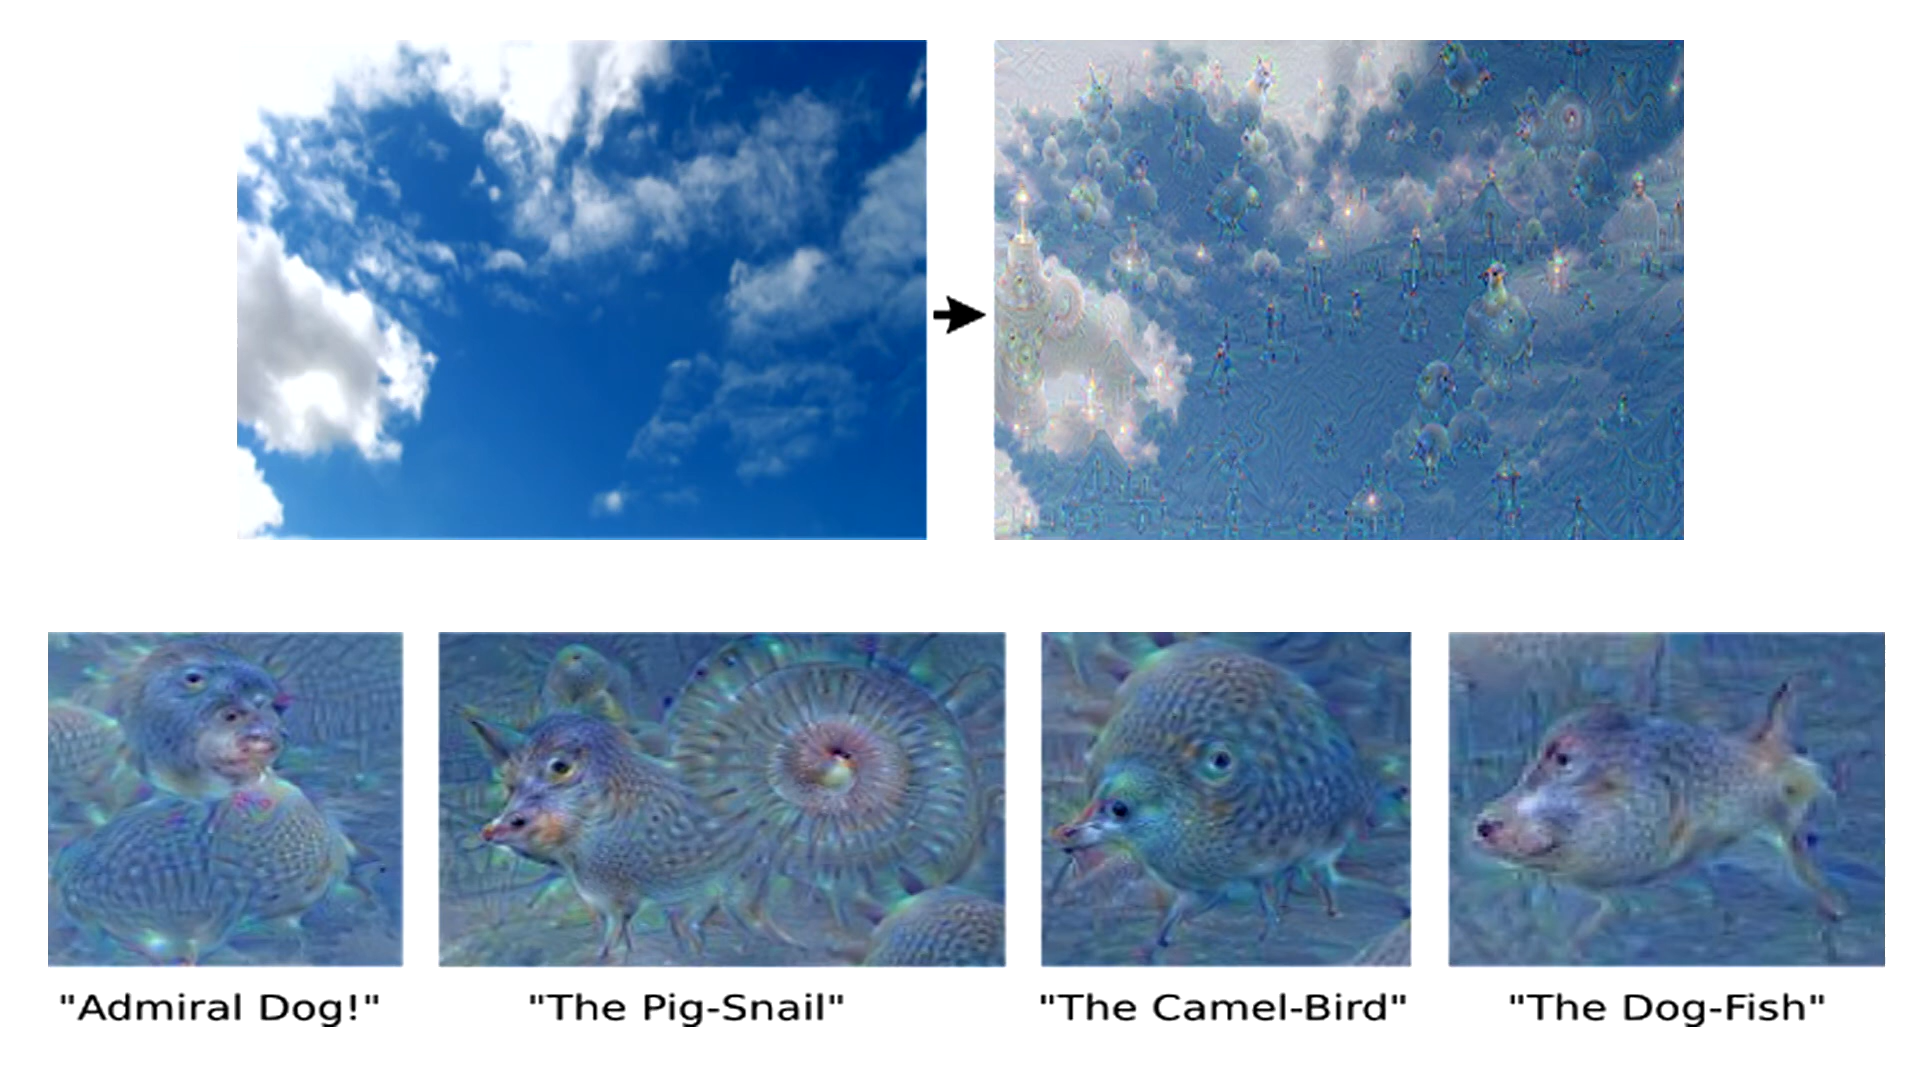 "Admiral Dog!"
"The Pig-Snail"
"The Camel-Bird"
"The Dog-Fish"